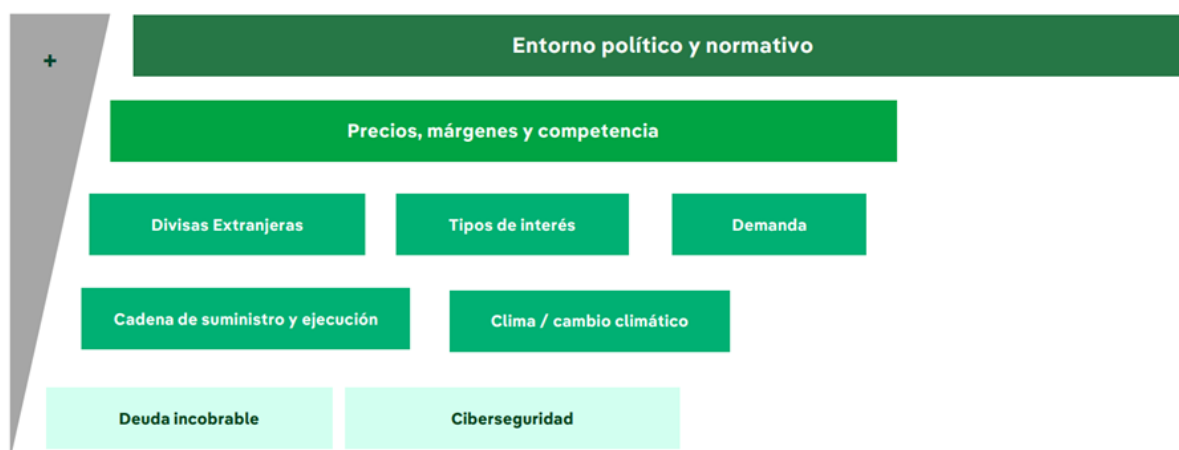 +
Entorno político y normativo
Precios, márgenes y competencia
Divisas Extranjeras
Tipos de interés
Demanda
Cadena de suministro y ejecución
Clima / cambio climático
Deuda incobrable
Ciberseguridad